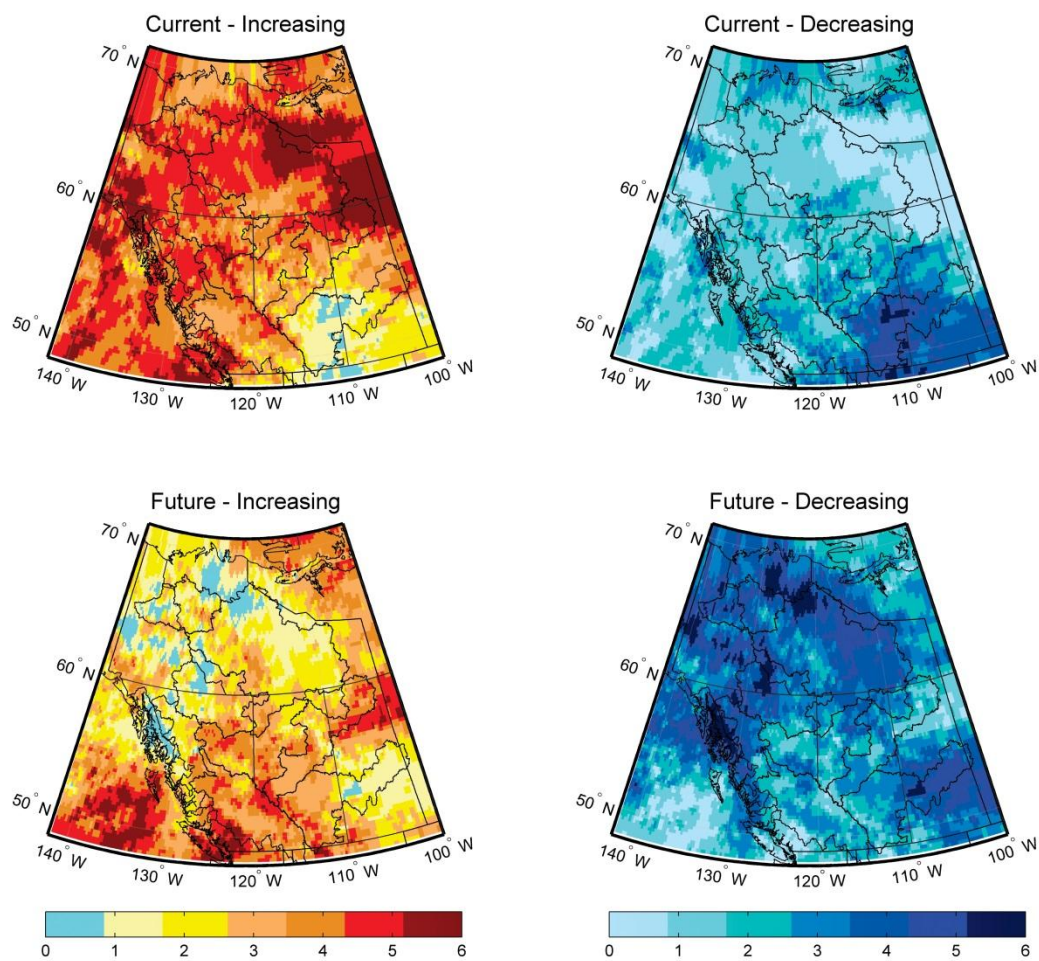 Current - Increasing
Current - Decreasing
70° N
60° N
50° N
140° W
130° W
120° W
110° W
100° W
70° N
60° N
50° N
140° W
130° W
120° W
110° W
100° W
Future - Increasing
Future - Decreasing
70° N
60° N
50° N
140° W
130° W
120° W
110° W
100° W
70° N
60° N
50° N
140° W
130° W
120° W
110° W
100° W
0 1 2 3 4 5 6
0 1 2 3 4 5 6